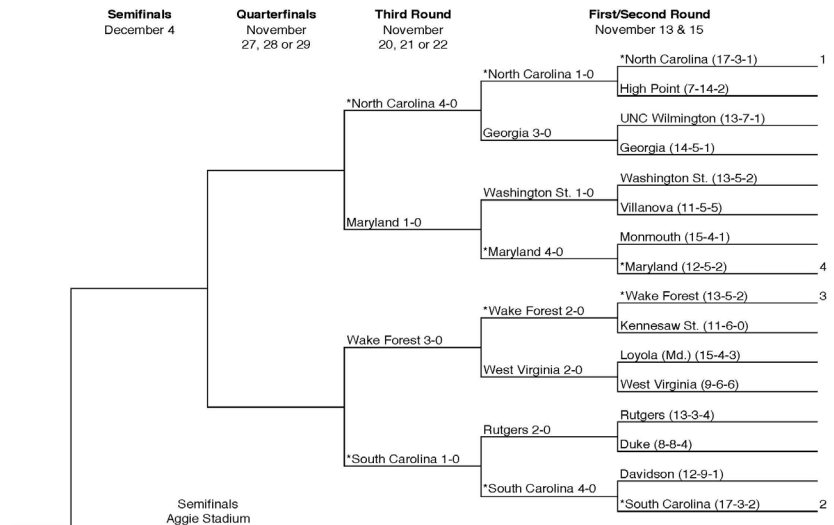 Semifinals
December 4
Quarterfinals
November
27, 28 or 29
Third Round
November
20, 21 or 22
First/Second Round
November 13 & 15
*North Carolina (17-3-1) 1
*North Carolina 1-0
High Point (7-14-2)
*North Carolina 4-0
UNC Wilmington (13-7-1)
Georgia 3-0
Georgia (14-5-1)
Washington St. (13-5-2)
Washington St. 1-0
Villanova (11-5-5)
Maryland 1-0
Monmouth (15-4-1)
*Maryland 4-0
*Maryland (12-5-2) 4
*Wake Forest (13-5-2) 3
*Wake Forest 2-0
Kennesaw St. (11-6-0)
Wake Forest 3-0
Loyola (Md.) (15-4-3)
West Virginia 2-0
West Virginia (9-6-6)
Rutgers (13-3-4)
Rutgers 2-0
Duke (8-8-4)
*South Carolina 1-0
Davidson (12-9-1)
*South Carolina 4-0
*South Carolina (17-3-2) 2
Semifinals
Aggie Stadium